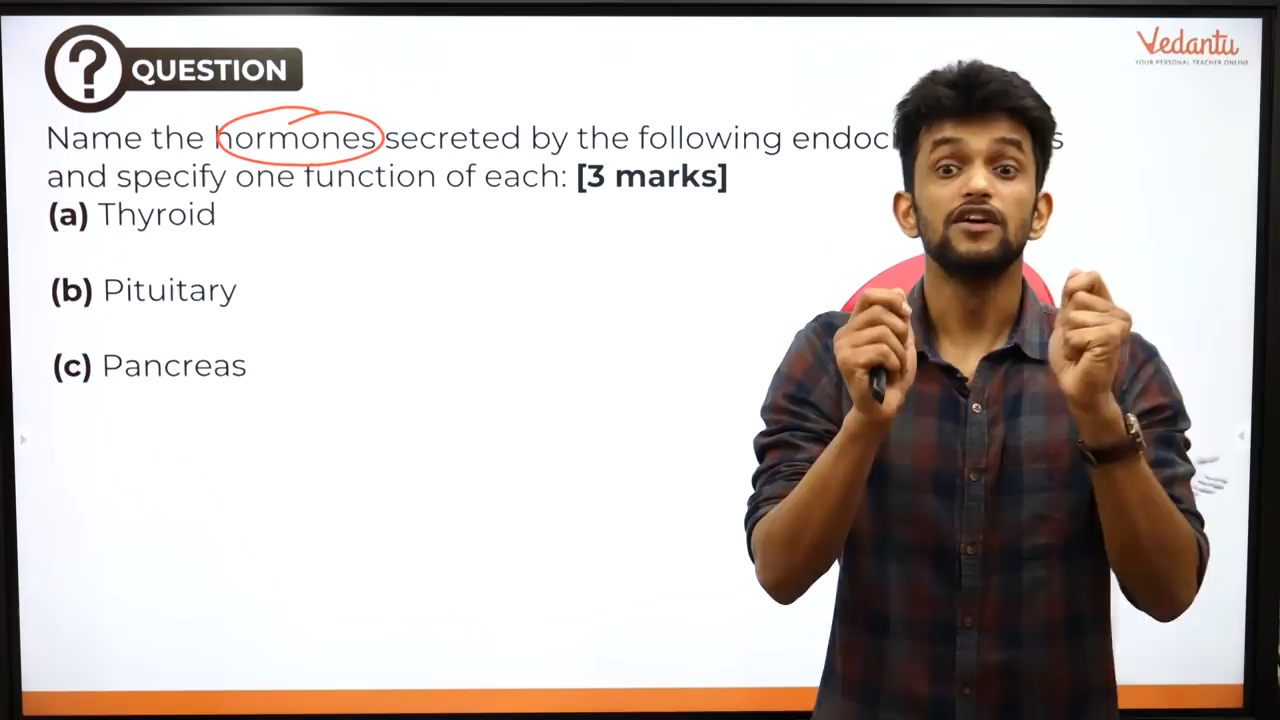 ?
QUESTION
Vedantu
YOUR PERSONAL TEACHER ONLINE
Name the hormones secreted by the following
and specify one function of each: [3 marks]
(a) Thyroid
(b) Pituitary
(c) Pancreas